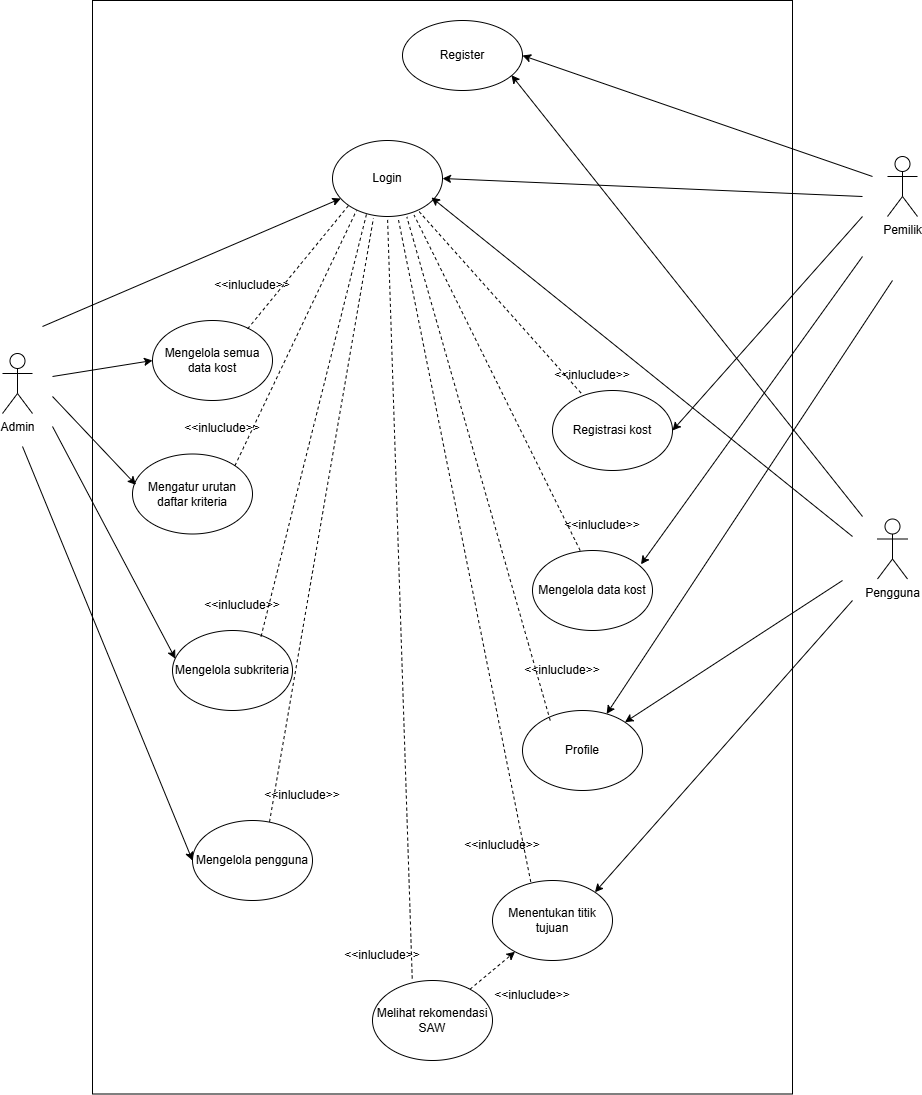 Register
Login
Pemilik
<<inluclude>>
Mengelola semua
data kost
<<inluclude>>
Admin
<<inluclude>>
Registrasi kost
Mengatur urutan
daftar kriteria
<<inluclude>>
Mengelola data kost
Pengguna
<<inluclude>>
Mengelola subkriteria
<<inluclude>>
Profile
<<inluclude>>
Mengelola pengguna
<<inluclude>>
Menentukan titik
tujuan
<<inluclude>>
<<inluclude>>
Melihat rekomendasi
SAW